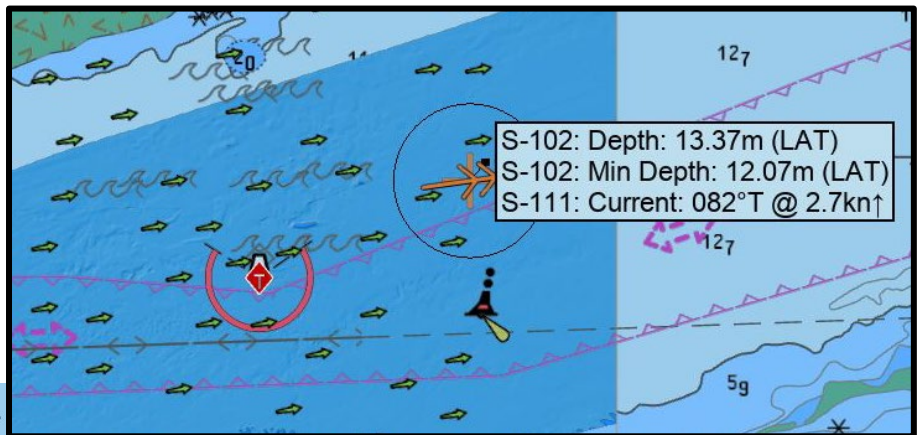 2₀
12₇
S-102: Depth: 13.37m (LAT)
S-102: Min Depth: 12.07m (LAT)
S-111: Current: 082°T @ 2.7kn↑
12₇
T
5₉